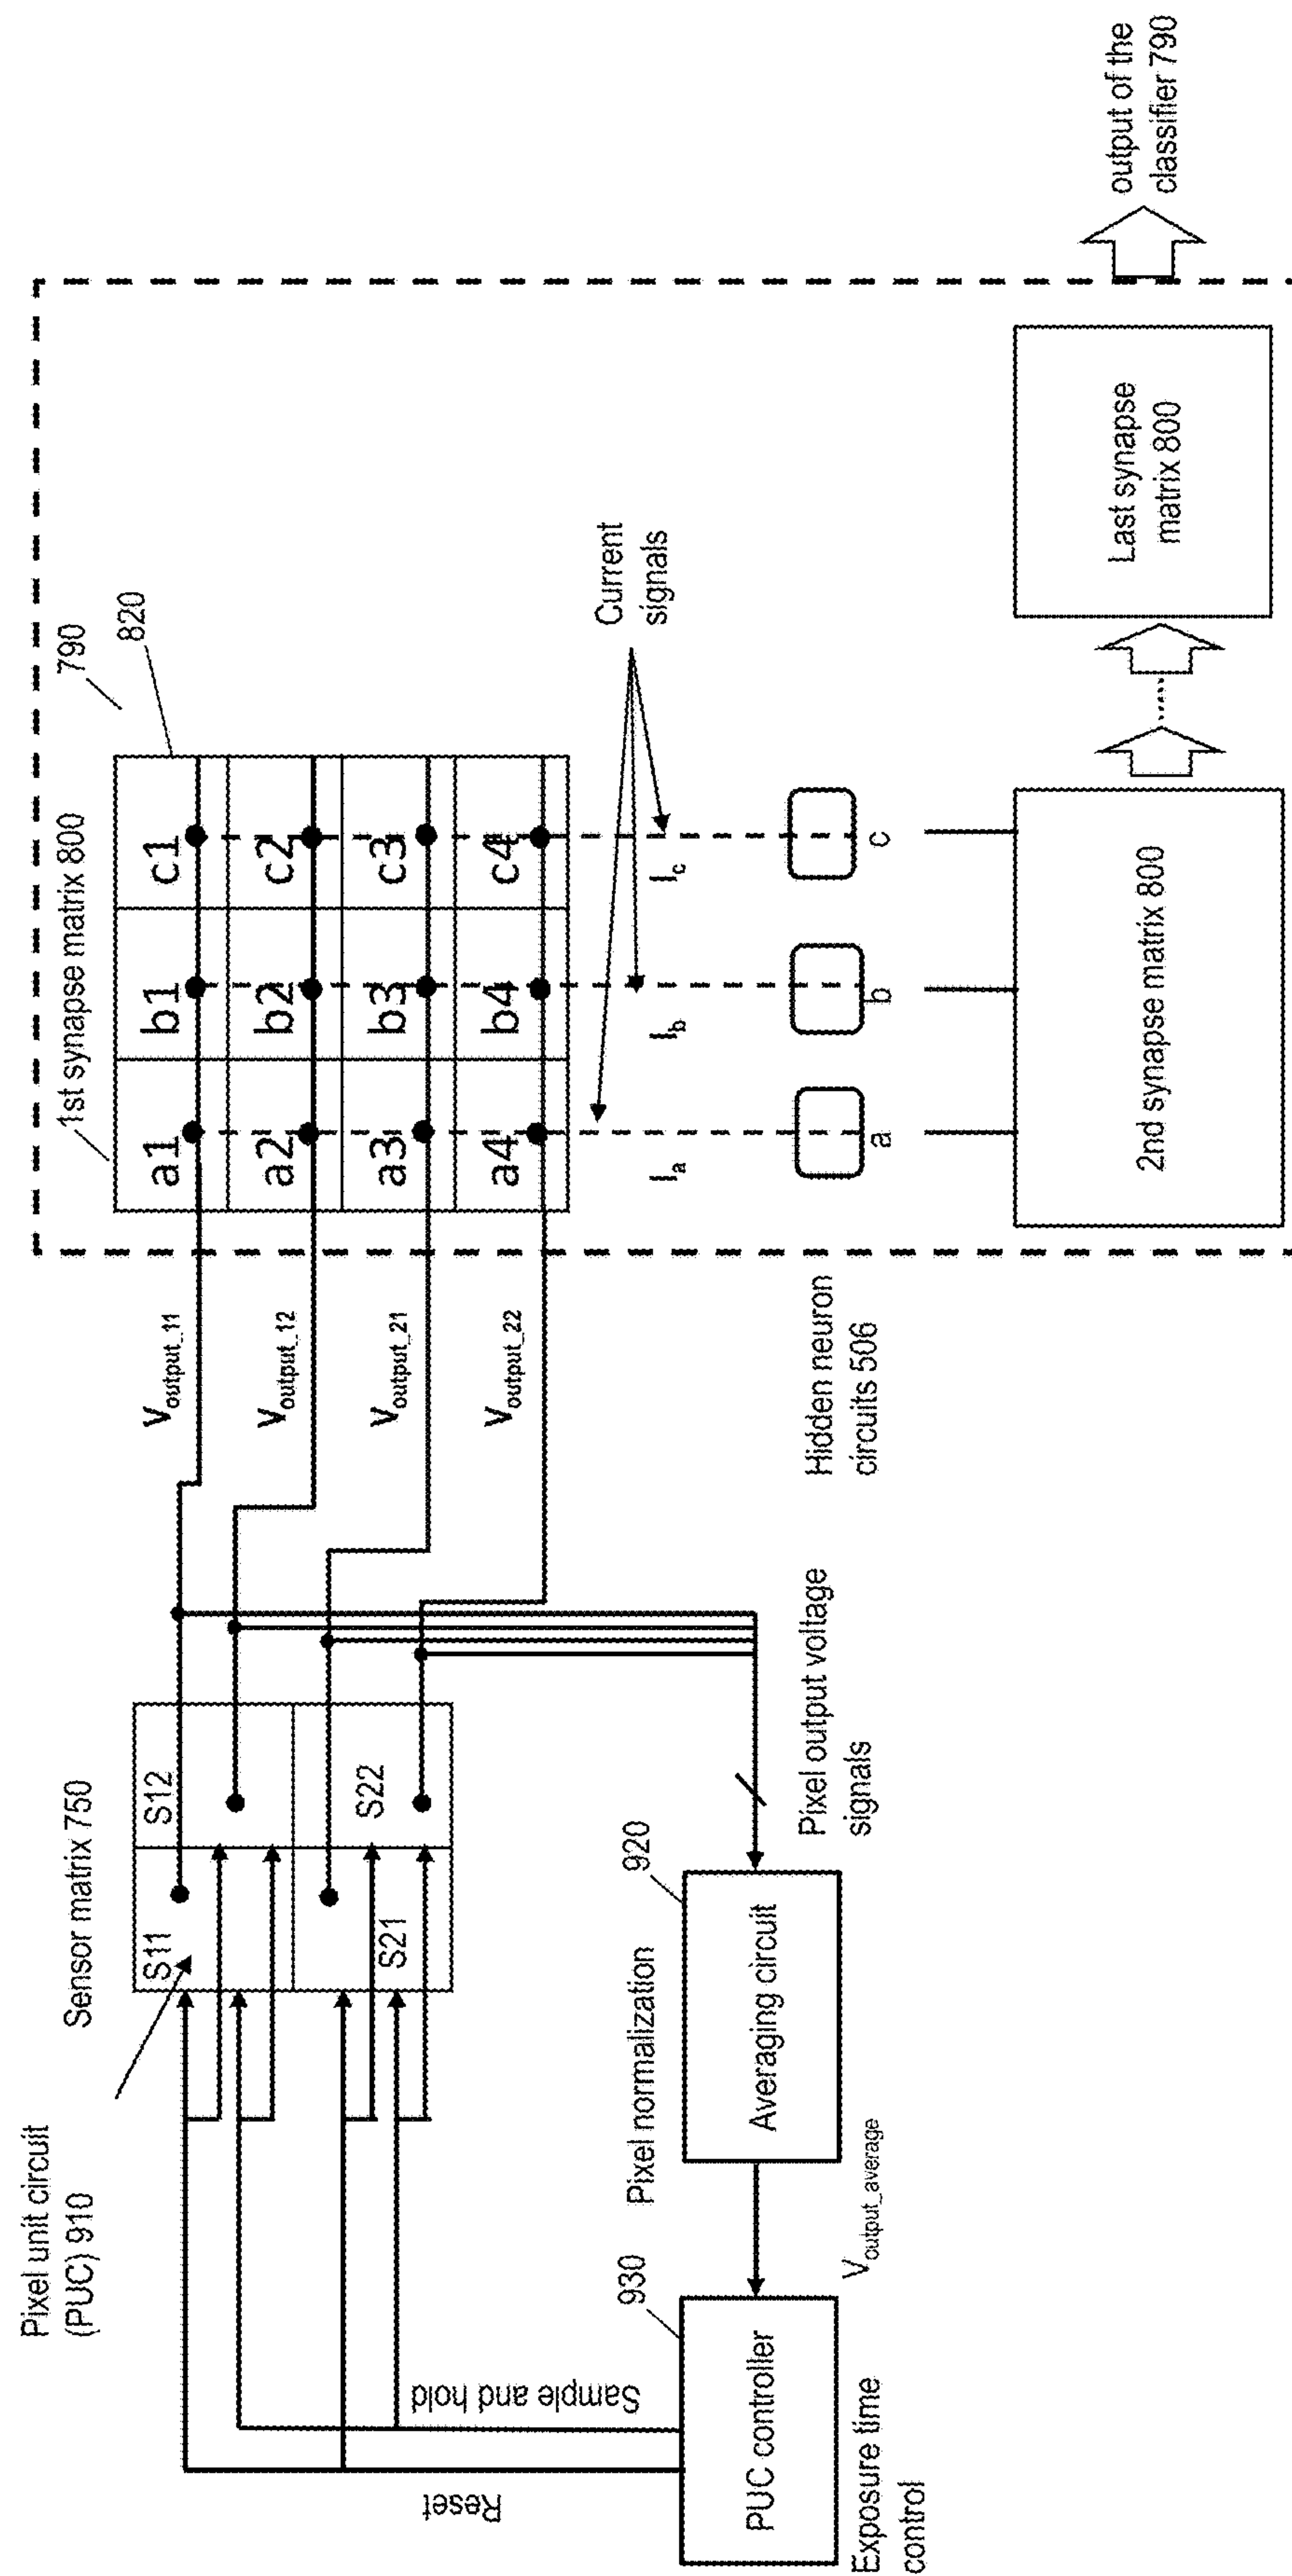 Pixel unit circuit
(PUC) 910
Sensor matrix 750
S11
S12
S21
S22
Reset
Sample and hold
930
PUC controller
Exposure time
control
Pixel normalization
920
Averaging circuit
Voutput_average
Pixel output voltage
signals
Voutput_11
Voutput_12
Voutput_21
Voutput_22
Hidden neuron
circuits 506
1st synapse matrix 800
790
820
a1 b1 c1
a2 b2 c2
a3 b3 c3
a4 b4 c4
Ia
Ib
Ic
Current
signals
a
b
c
2nd synapse matrix 800
Last synapse
matrix 800
output of the
classifier 790